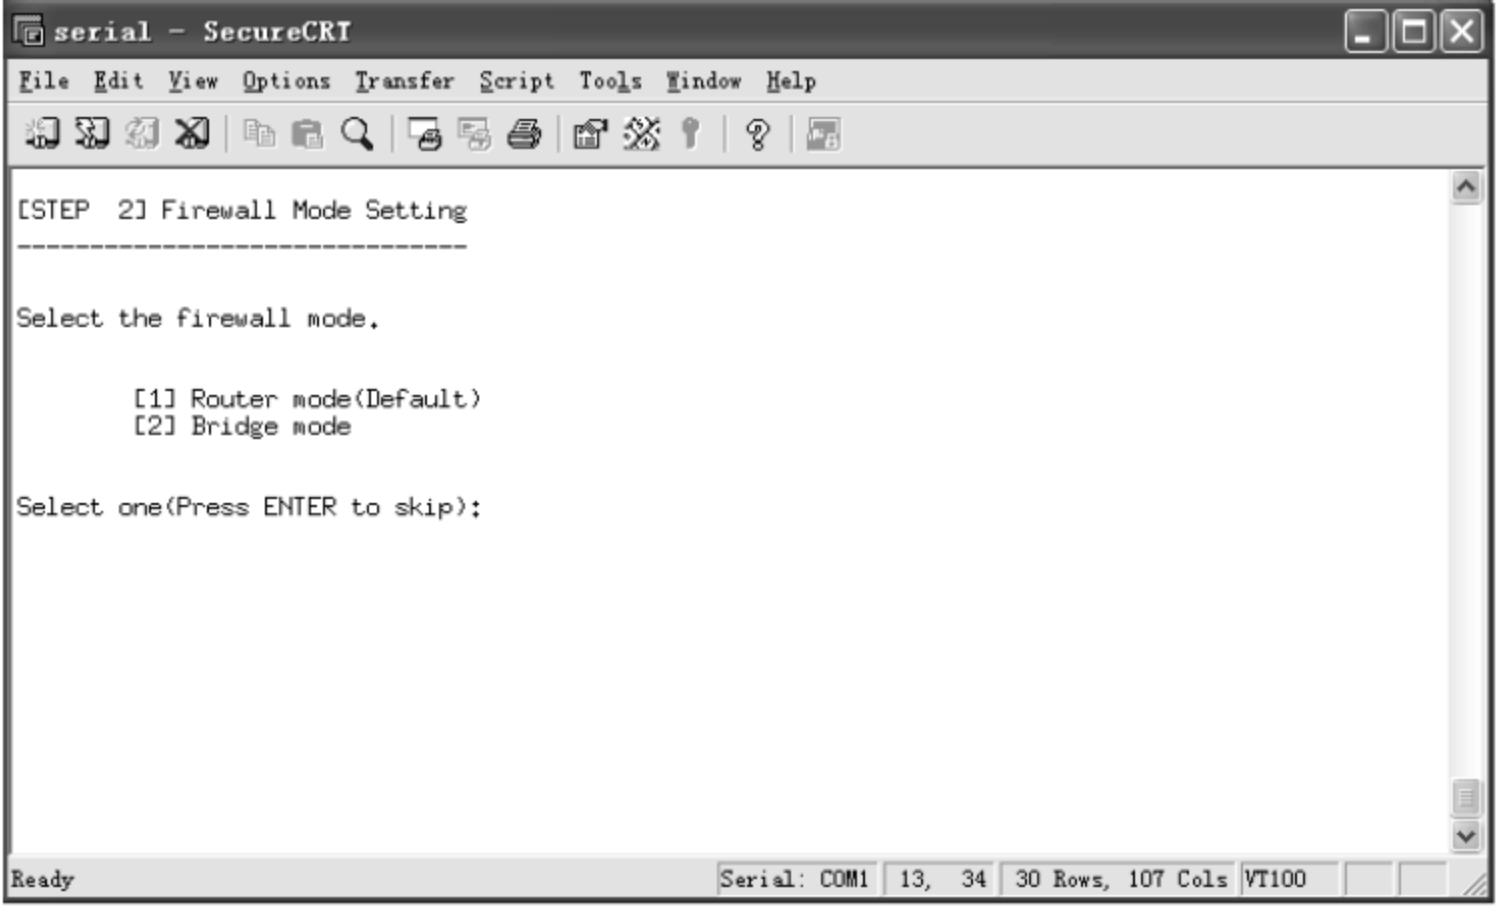 serial - SecureCRT
File Edit View Options Transfer Script Tools Window Help
[STEP  2] Firewall Mode Setting
-------------------------------
Select the firewall mode.
[1] Router mode(Default)
[2] Bridge mode
Select one(Press ENTER to skip):
Ready Serial: COM1 13, 34 30 Rows, 107 Cols VT100